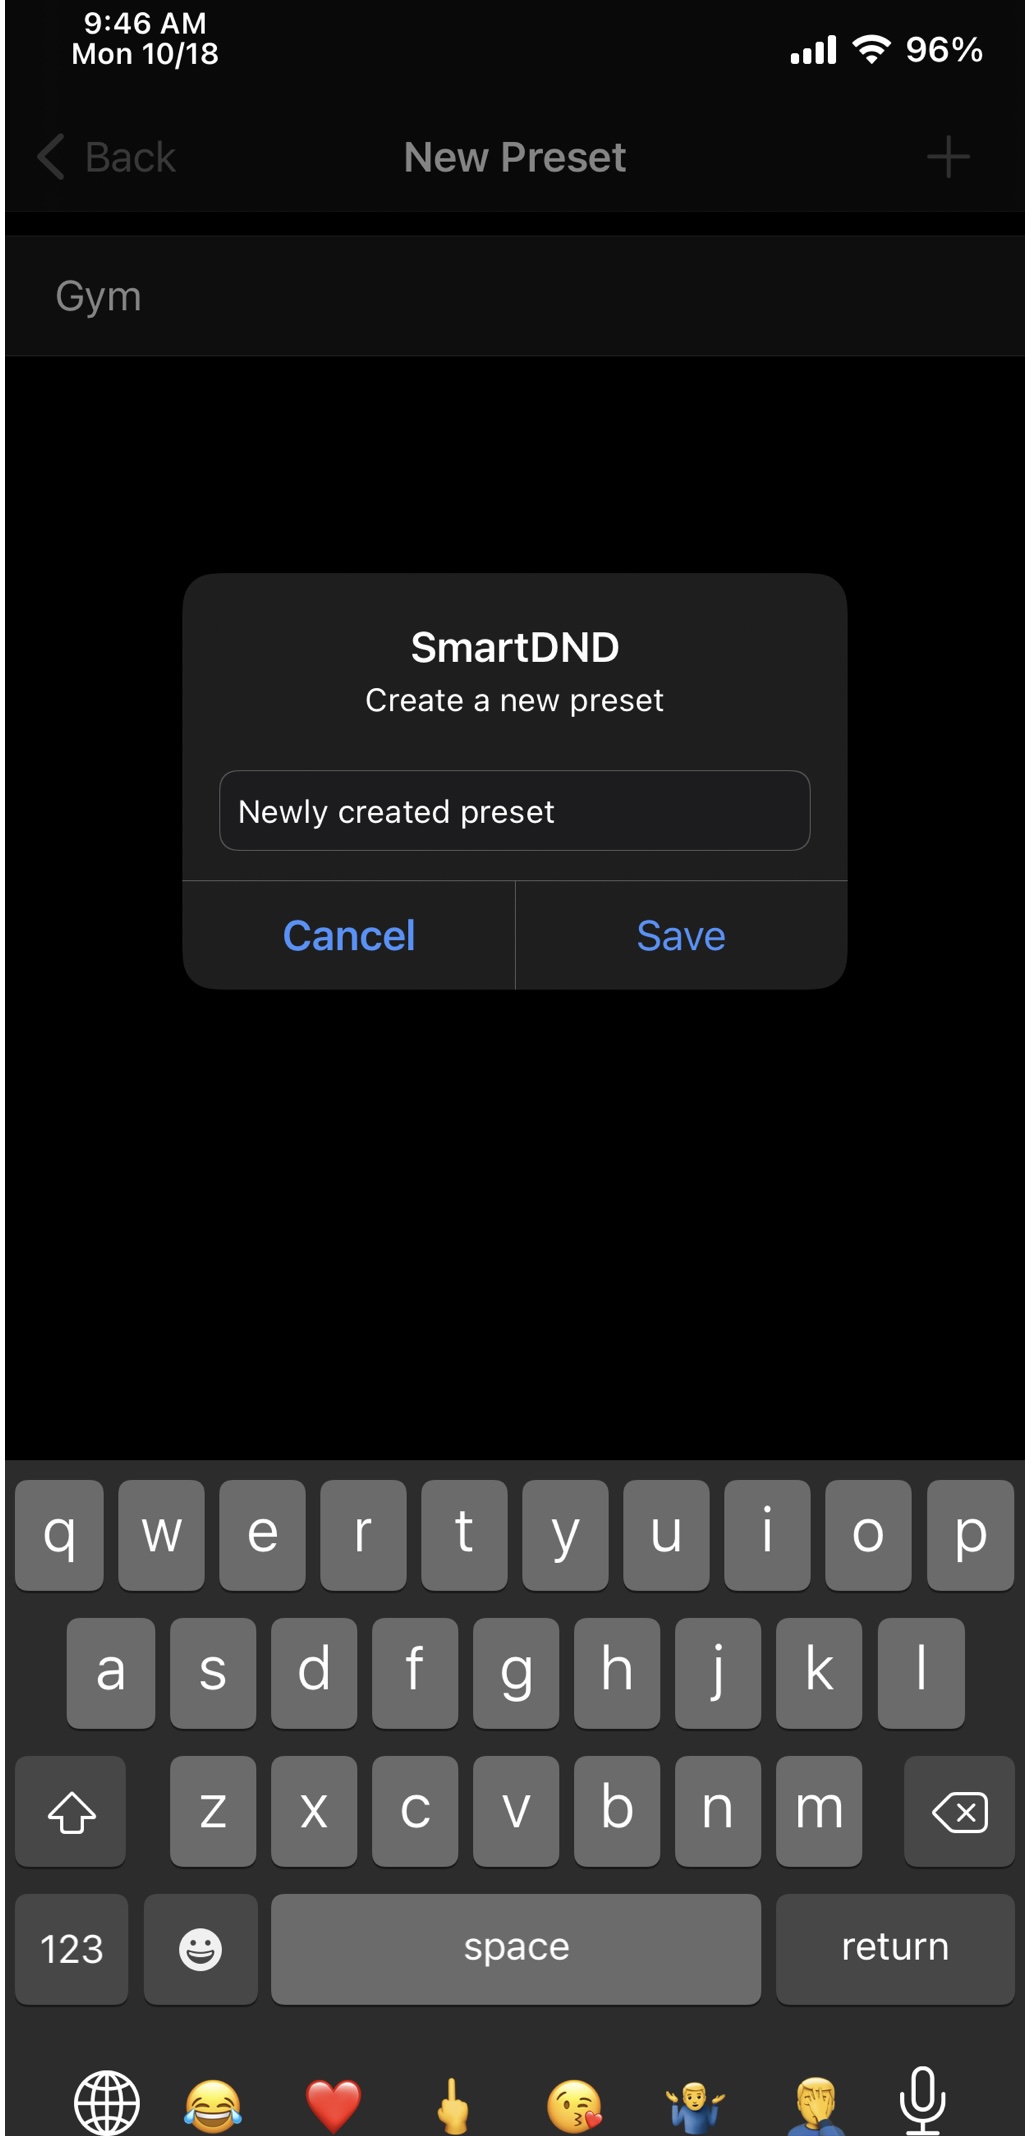 9:46 AM
Mon 10/18
96%
Back
New Preset
Gym
SmartDND
Create a new preset
Newly created preset
Cancel
Save
q w e r t y u i o p
a s d f g h j k l
z x c v b n m
123
space
return